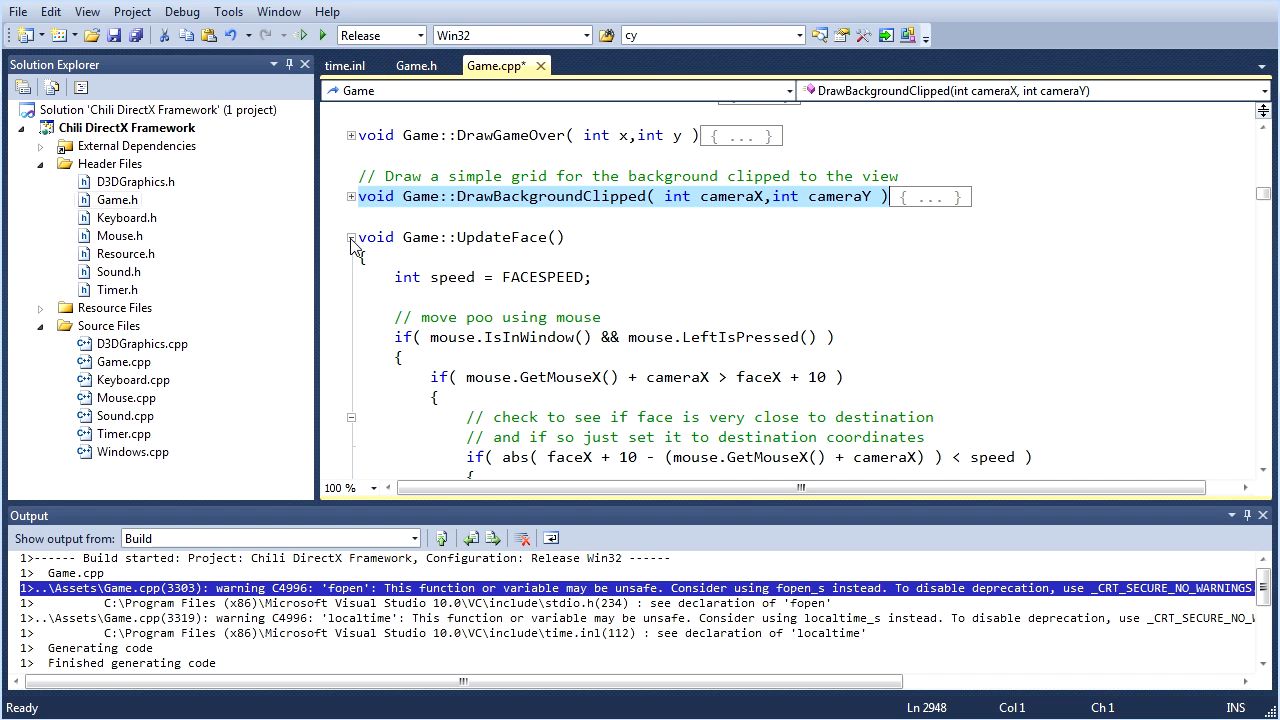 File Edit View Project Debug Tools Window Help
Release Win32 cy
Solution Explorer
Solution 'Chili DirectX Framework' (1 project)
Chili DirectX Framework
External Dependencies
Header Files
D3DGraphics.h
Game.h
Keyboard.h
Mouse.h
Resource.h
Sound.h
Timer.h
Resource Files
Source Files
D3DGraphics.cpp
Game.cpp
Keyboard.cpp
Mouse.cpp
Sound.cpp
Timer.cpp
Windows.cpp
time.inl Game.h Game.cpp*
Game DrawBackgroundClipped(int cameraX, int cameraY)
void Game::DrawGameOver( int x,int y ){ ... }
// Draw a simple grid for the background clipped to the view
void Game::DrawBackgroundClipped( int cameraX,int cameraY ){ ... }
void Game::UpdateFace()
{
int speed = FACESPEED;
// move poo using mouse
if( mouse.IsInWindow() && mouse.LeftIsPressed() )
{
if( mouse.GetMouseX() + cameraX > faceX + 10 )
{
// check to see if face is very close to destination
// and if so just set it to destination coordinates
if( abs( faceX + 10 - (mouse.GetMouseX() + cameraX) ) < speed )
{
100 %
Output
Show output from: Build
1>------ Build started: Project: Chili DirectX Framework, Configuration: Release Win32 ------
1> Game.cpp
1>..\Assets\Game.cpp(3303): warning C4996: 'fopen': This function or variable may be unsafe. Consider using fopen_s instead. To disable deprecation, use _CRT_SECURE_NO_WARNINGS.
1> C:\Program Files (x86)\Microsoft Visual Studio 10.0\VC\include\stdio.h(234) : see declaration of 'fopen'
1>..\Assets\Game.cpp(3319): warning C4996: 'localtime': This function or variable may be unsafe. Consider using localtime_s instead. To disable deprecation, use _CRT_SECURE_NO_W
1> C:\Program Files (x86)\Microsoft Visual Studio 10.0\VC\include\time.inl(112) : see declaration of 'localtime'
1> Generating code
1> Finished generating code
Ready Ln 2948 Col 1 Ch 1 INS